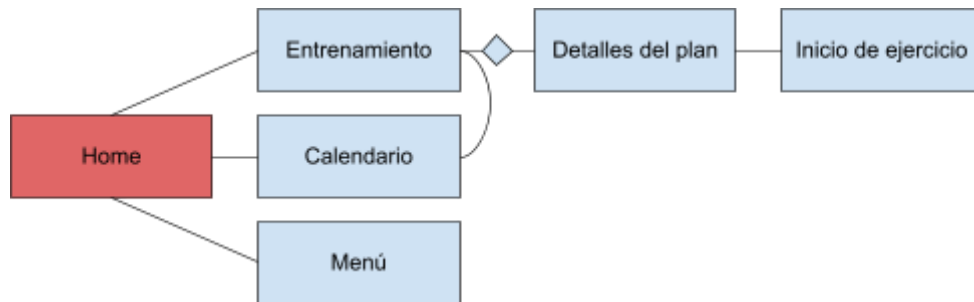 Entrenamiento
Detalles del plan
Inicio de ejercicio
Home
Calendario
Menú